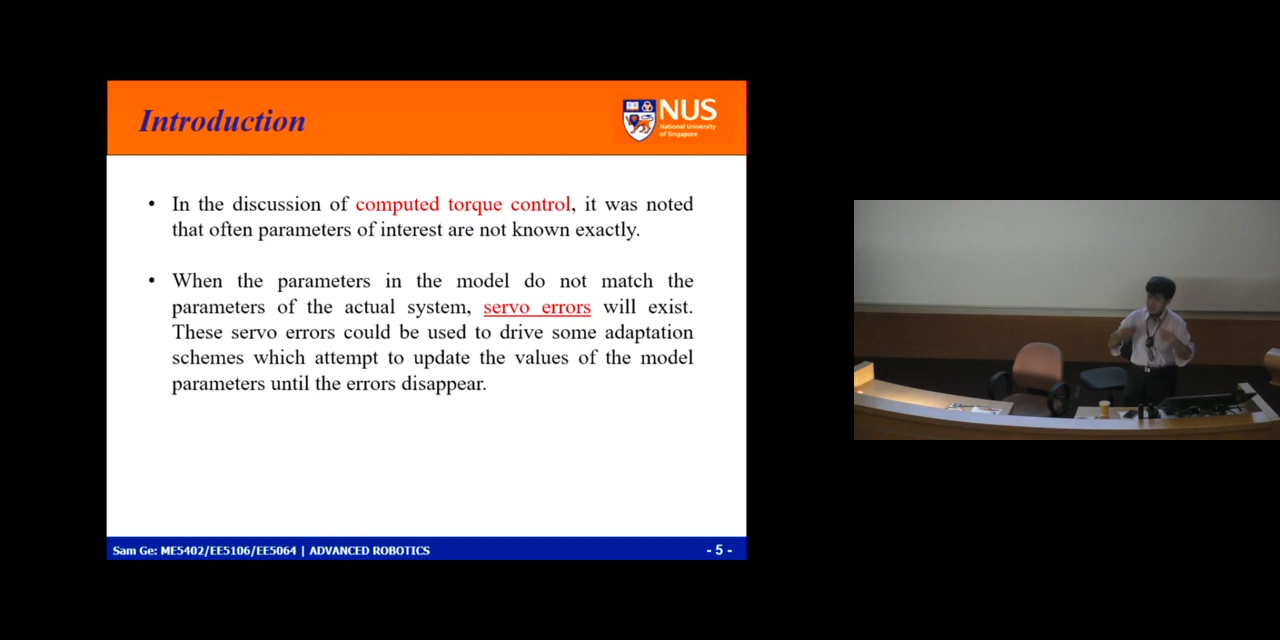 Introduction
NUS
National University
of Singapore
• In the discussion of computed torque control, it was noted
that often parameters of interest are not known exactly.
• When the parameters in the model do not match the
parameters of the actual system, servo errors will exist.
These servo errors could be used to drive some adaptation
schemes which attempt to update the values of the model
parameters until the errors disappear.
Sam Ge: ME5402/EE5106/EE5064 | ADVANCED ROBOTICS
- 5 -